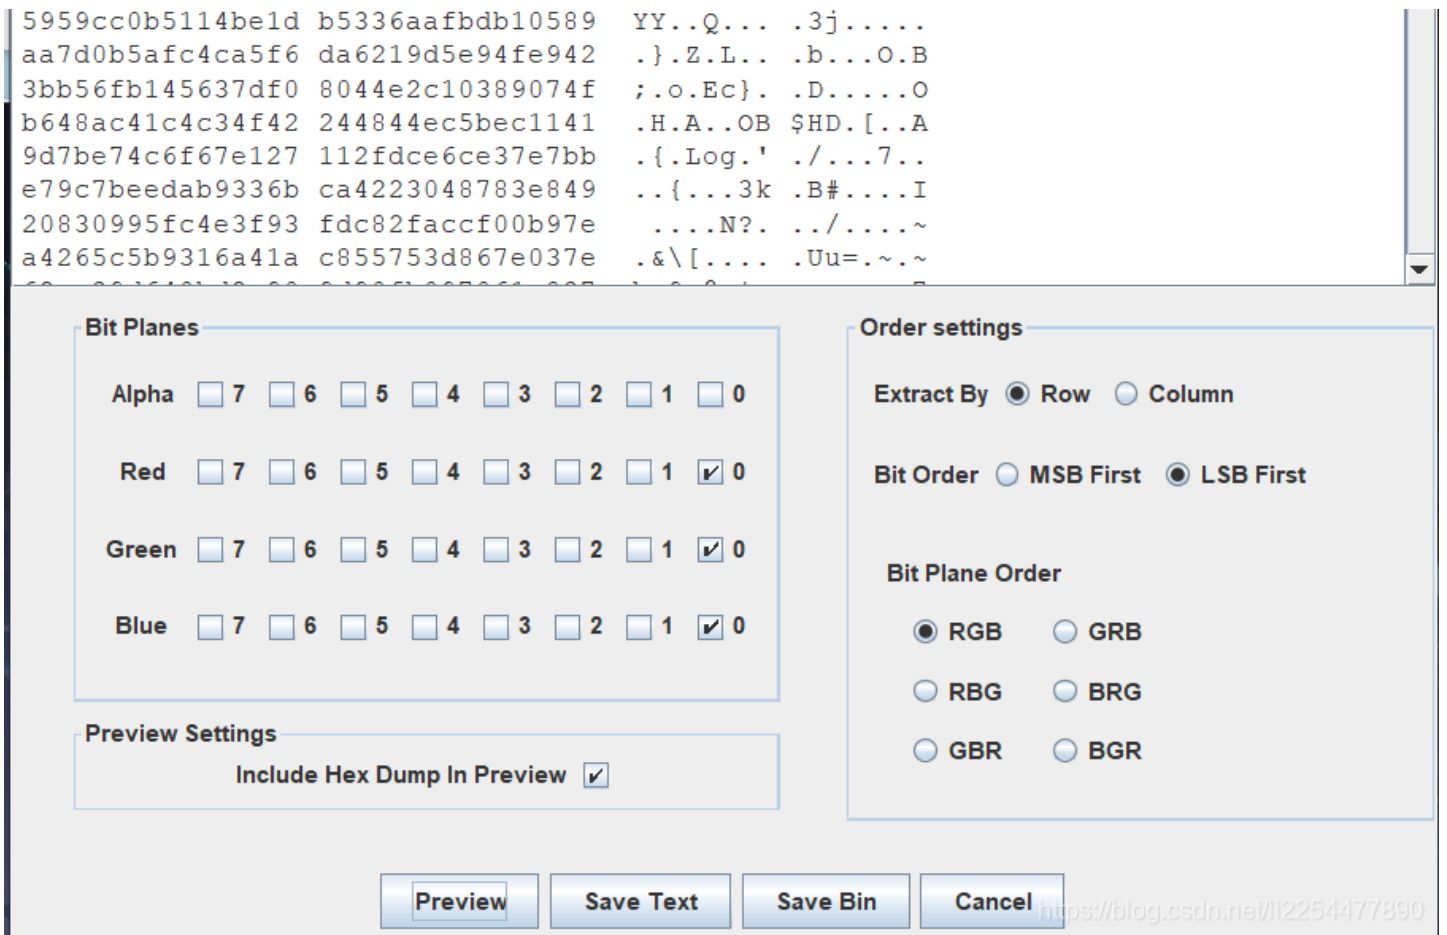 5959cc0b5114be1d b5336aafbdb10589 YY..Q... .3j.....
aa7d0b5afc4ca5f6 da6219d5e94fe942 .}.Z.L.. .b...O.B
3bb56fb145637df0 8044e2c10389074f ;.o.Ec}. .D.....O
b648ac41c4c34f42 244844ec5bec1141 .H.A..OB $HD.[..A
9d7be74c6f67e127 112fdce6ce37e7bb .{.Log.' ./...7..
e79c7beedab9336b ca4223048783e849 ..{...3k .B#....I
20830995fc4e3f93 fdc82faccf00b97e ....N?. ../....~
a4265c5b9316a41a c855753d867e037e .&\[.... .Uu=.~.~
Bit Planes
Alpha 7 6 5 4 3 2 1 0
Red 7 6 5 4 3 2 1 0
Green 7 6 5 4 3 2 1 0
Blue 7 6 5 4 3 2 1 0
Preview Settings
Include Hex Dump In Preview
Order settings
Extract By Row Column
Bit Order MSB First LSB First
Bit Plane Order
RGB GRB
RBG BRG
GBR BGR
Preview Save Text Save Bin Cancel
https://blog.csdn.net/li2254477890